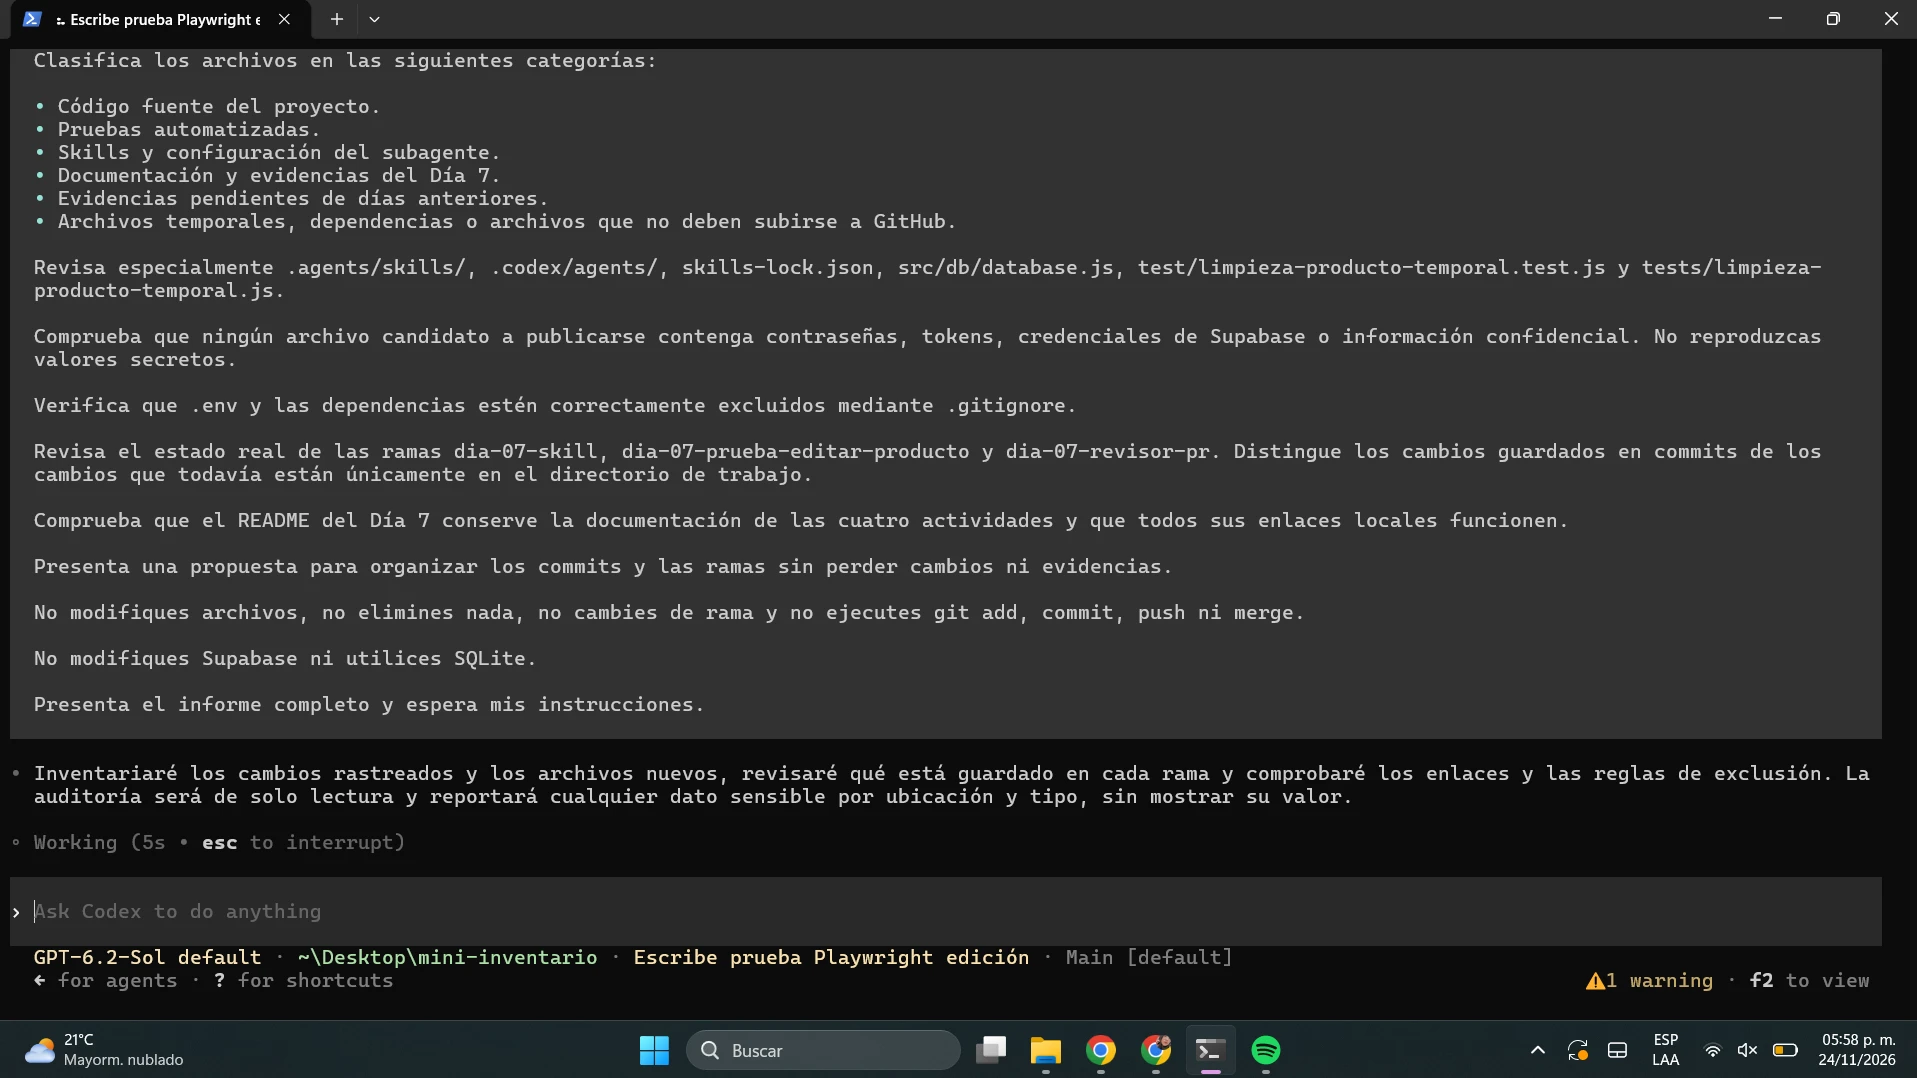 Escribe prueba Playwright e
Clasifica los archivos en las siguientes categorías:
• Código fuente del proyecto.
• Pruebas automatizadas.
• Skills y configuración del subagente.
• Documentación y evidencias del Día 7.
• Evidencias pendientes de días anteriores.
• Archivos temporales, dependencias o archivos que no deben subirse a GitHub.
Revisa especialmente .agents/skills/, .codex/agents/, skills-lock.json, src/db/database.js, test/limpieza-producto-temporal.test.js y tests/limpieza-
producto-temporal.js.
Comprueba que ningún archivo candidato a publicarse contenga contraseñas, tokens, credenciales de Supabase o información confidencial. No reproduzcas
valores secretos.
Verifica que .env y las dependencias estén correctamente excluidos mediante .gitignore.
Revisa el estado real de las ramas dia-07-skill, dia-07-prueba-editar-producto y dia-07-revisor-pr. Distingue los cambios guardados en commits de los
cambios que todavía están únicamente en el directorio de trabajo.
Comprueba que el README del Día 7 conserve la documentación de las cuatro actividades y que todos sus enlaces locales funcionen.
Presenta una propuesta para organizar los commits y las ramas sin perder cambios ni evidencias.
No modifiques archivos, no elimines nada, no cambies de rama y no ejecutes git add, commit, push ni merge.
No modifiques Supabase ni utilices SQLite.
Presenta el informe completo y espera mis instrucciones.
• Inventariaré los cambios rastreados y los archivos nuevos, revisaré qué está guardado en cada rama y comprobaré los enlaces y las reglas de exclusión. La
auditoría será de solo lectura y reportará cualquier dato sensible por ubicación y tipo, sin mostrar su valor.
◦ Working (5s • esc to interrupt)
› Ask Codex to do anything
GPT-6.2-Sol default · ~\Desktop\mini-inventario · Escribe prueba Playwright edición · Main [default]
← for agents · ? for shortcuts
⚠1 warning · f2 to view
21°C
Mayorm. nublado
Buscar
ESP
LAA
05:58 p. m.
24/11/2026